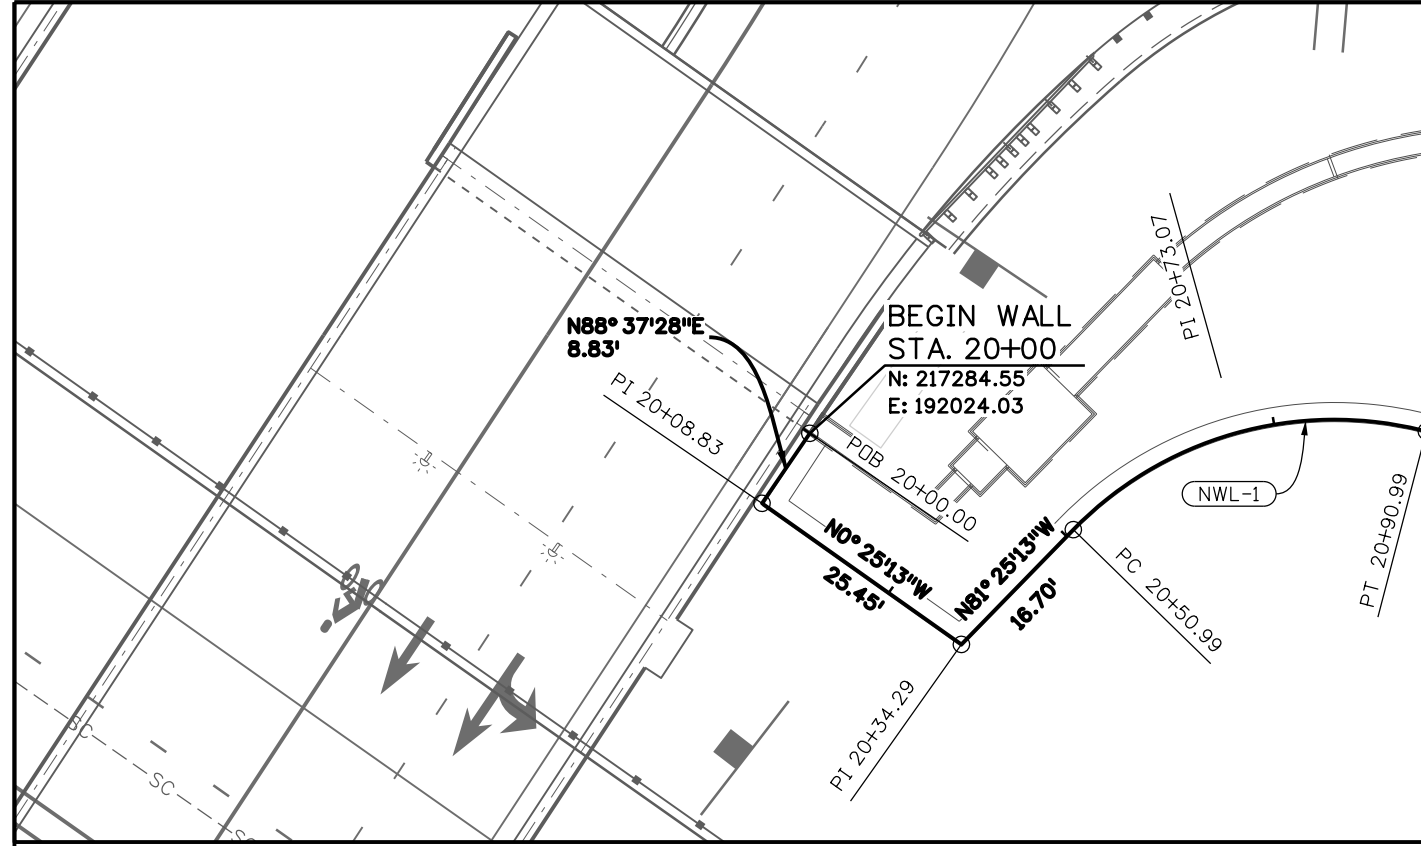 BEGIN WALL
STA. 20+00
N: 217284.55
E: 192024.03
N88° 37'28"E
8.83'
PI 20+08.83
POB 20+00.00
PI 20+73.07
N0° 25'13"W
25.45'
N81° 25'13"W
16.70'
NWL-1
PC 20+50.99
PT 20+90.99
PI 20+34.29
SC
SC
SC